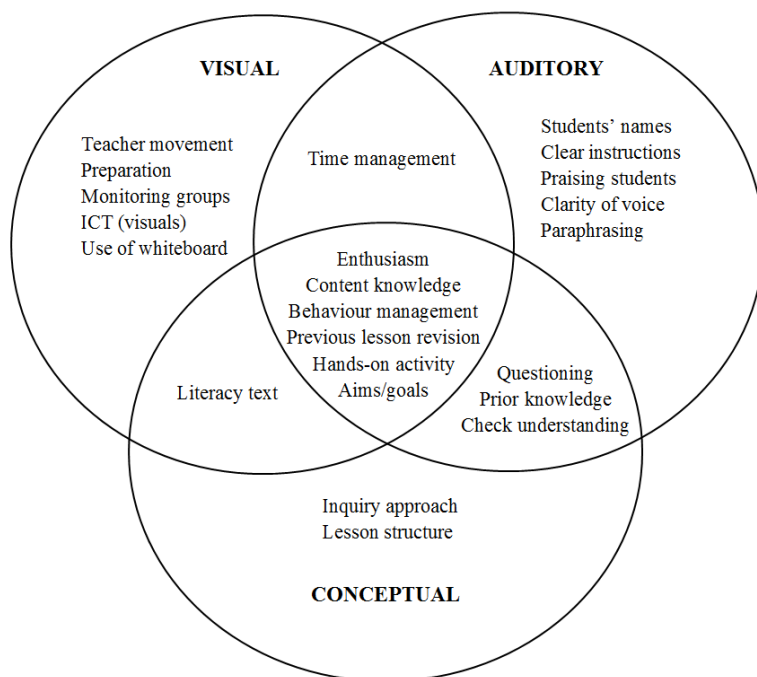 VISUAL
AUDITORY
Teacher movement
Preparation
Monitoring groups
ICT (visuals)
Use of whiteboard
Time management
Students’ names
Clear instructions
Praising students
Clarity of voice
Paraphrasing
Enthusiasm
Content knowledge
Behaviour management
Previous lesson revision
Hands-on activity
Aims/goals
Literacy text
Questioning
Prior knowledge
Check understanding
Inquiry approach
Lesson structure
CONCEPTUAL